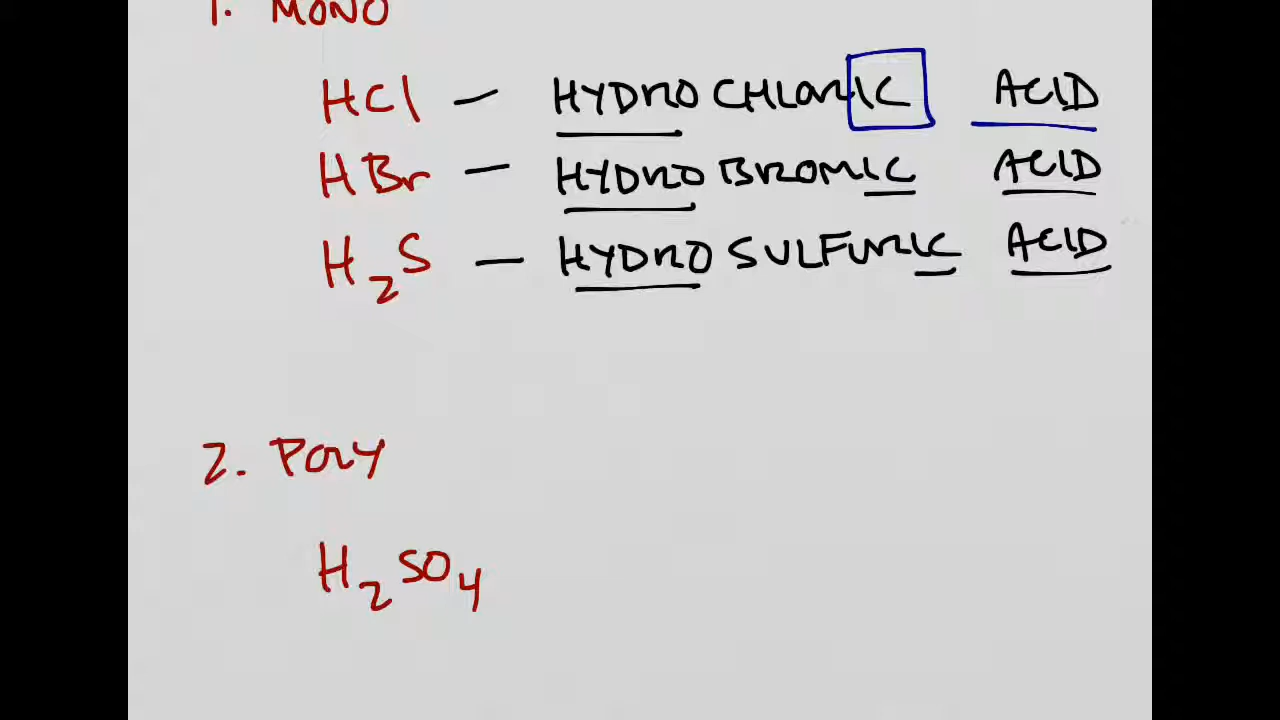 1. MONO
HCl — HYDROCHLORIC ACID
HBr — HYDROBROMIC ACID
H₂S — HYDROSULFURIC ACID
2. POLY
H₂SO₄